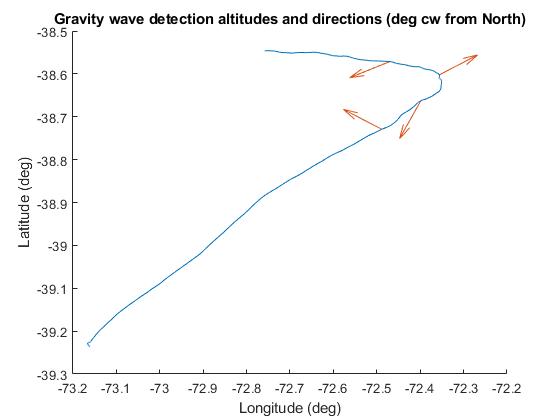 Gravity wave detection altitudes and directions (deg cw from North)
-38.5
-38.6
-38.7
-38.8
-38.9
-39
-39.1
-39.2
-39.3
Latitude (deg)
-73.2 -73.1 -73 -72.9 -72.8 -72.7 -72.6 -72.5 -72.4 -72.3 -72.2
Longitude (deg)